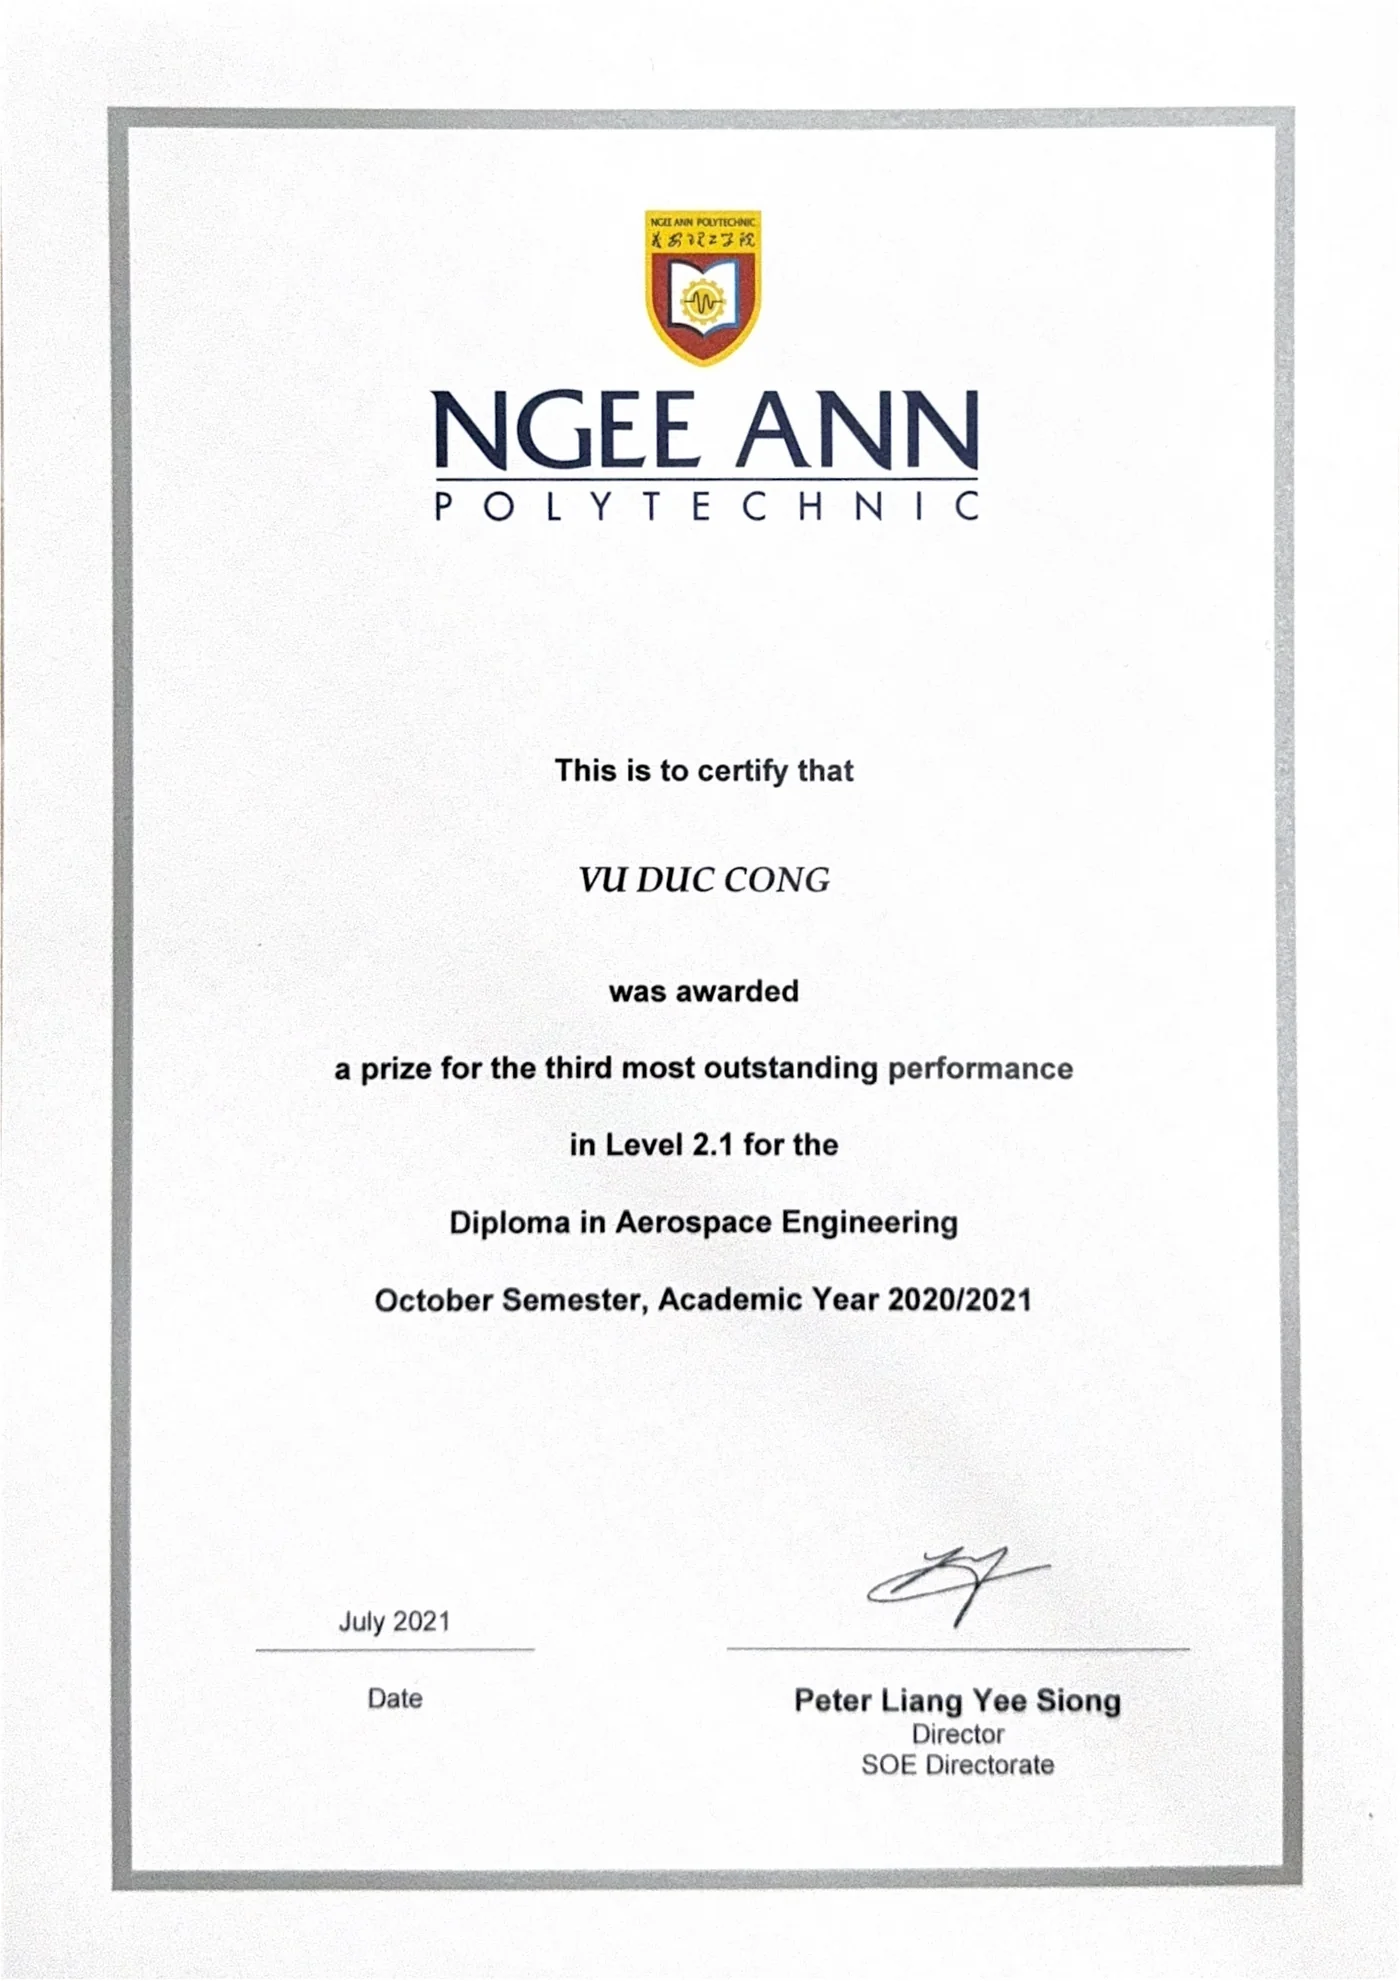 NGEE ANN POLYTECHNIC
NGEE ANN
POLYTECHNIC
This is to certify that
VU DUC CONG
was awarded
a prize for the third most outstanding performance
in Level 2.1 for the
Diploma in Aerospace Engineering
October Semester, Academic Year 2020/2021
July 2021
Date
Peter Liang Yee Siong
Director
SOE Directorate